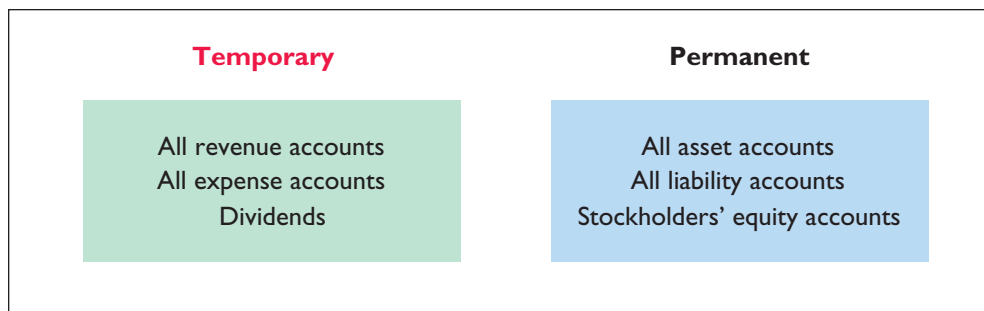 Temporary
All revenue accounts
All expense accounts
Dividends
Permanent
All asset accounts
All liability accounts
Stockholders’ equity accounts